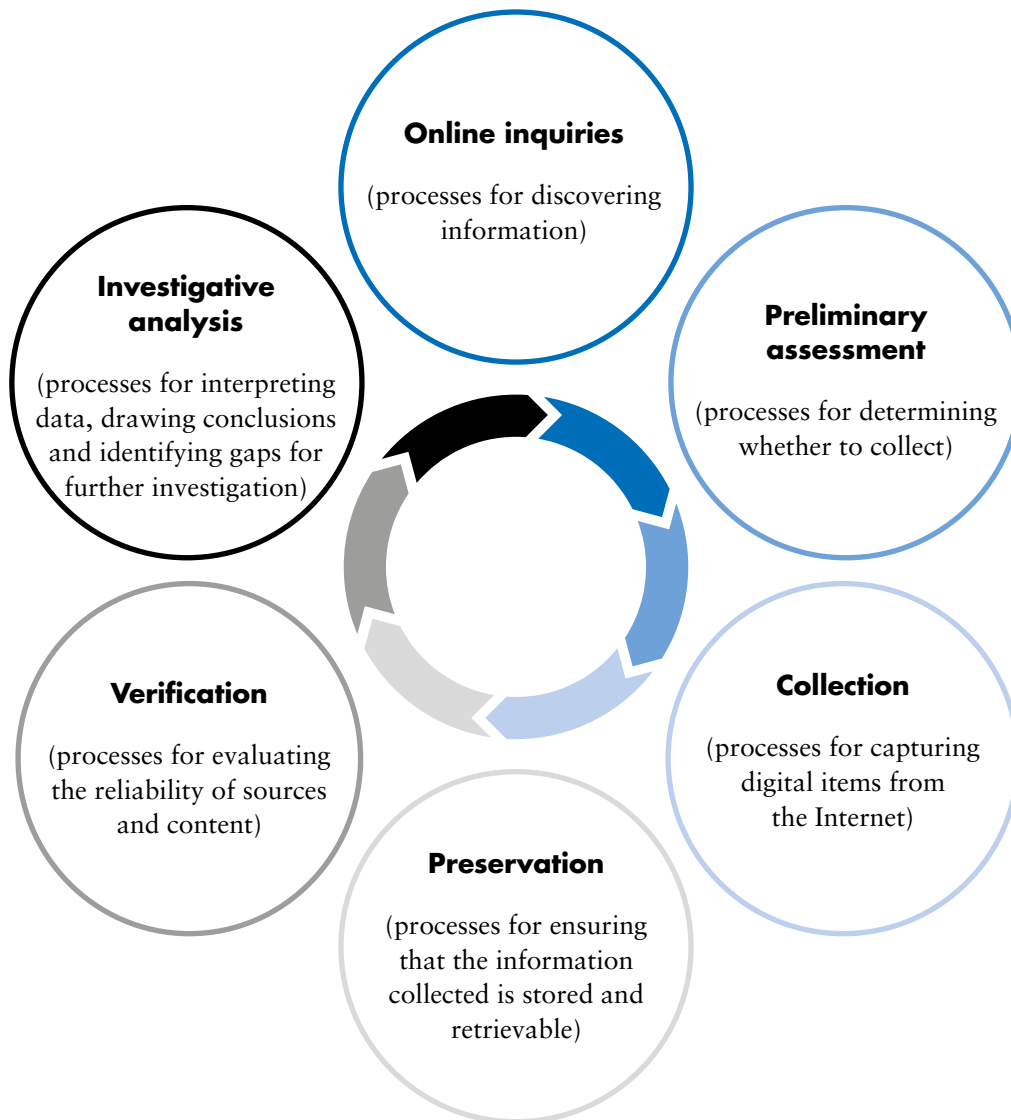 Online inquiries
(processes for discovering
information)
Preliminary
assessment
(processes for determining
whether to collect)
Collection
(processes for capturing
digital items from
the Internet)
Preservation
(processes for ensuring
that the information
collected is stored and
retrievable)
Verification
(processes for evaluating
the reliability of sources
and content)
Investigative
analysis
(processes for interpreting
data, drawing conclusions
and identifying gaps for
further investigation)